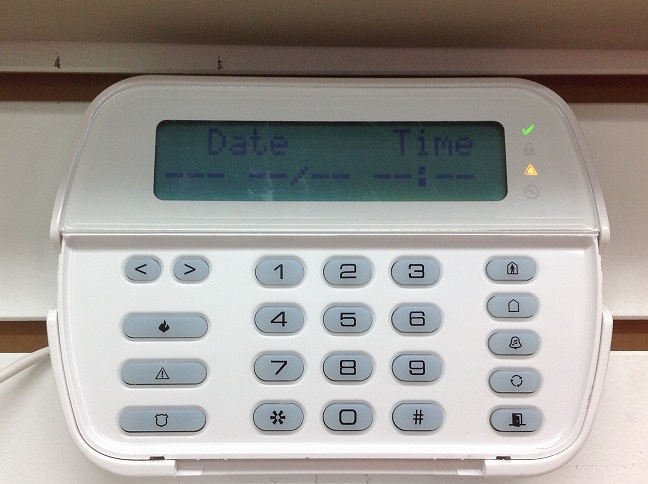 Date Time
--- --/-- --:--
< > 1 2 3
4 5 6
7 8 9
* 0 #